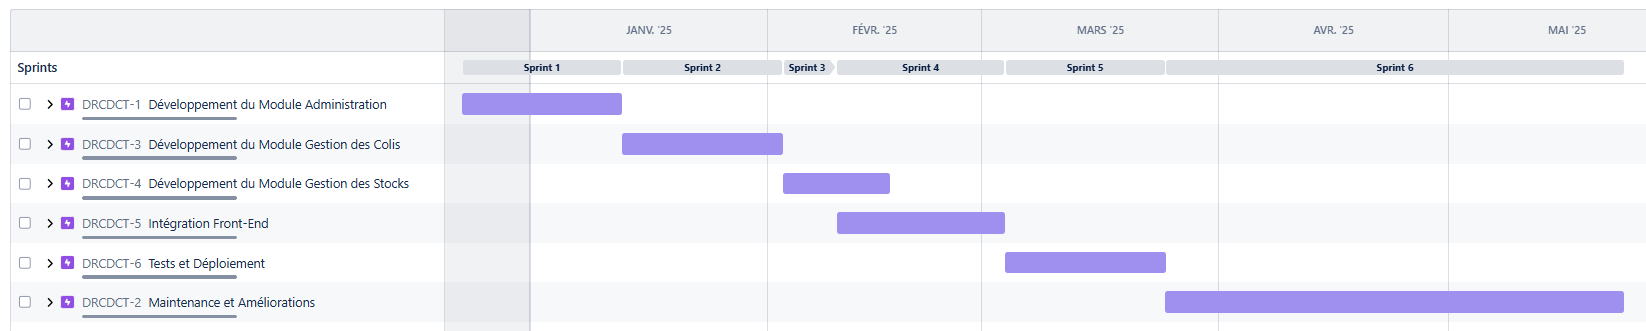 JANV. '25 FÉVR. '25 MARS '25 AVR. '25 MAI '25
Sprints Sprint 1 Sprint 2 Sprint 3 Sprint 4 Sprint 5 Sprint 6
DRCDCT-1 Développement du Module Administration
DRCDCT-3 Développement du Module Gestion des Colis
DRCDCT-4 Développement du Module Gestion des Stocks
DRCDCT-5 Intégration Front-End
DRCDCT-6 Tests et Déploiement
DRCDCT-2 Maintenance et Améliorations